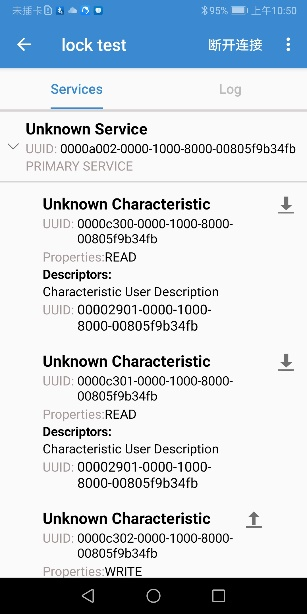 未插卡 95% 上午10:50
lock test 断开连接
Services Log
Unknown Service
UUID: 0000a002-0000-1000-8000-00805f9b34fb
PRIMARY SERVICE
Unknown Characteristic
UUID: 0000c300-0000-1000-8000-
00805f9b34fb
Properties:READ
Descriptors:
Characteristic User Description
UUID: 00002901-0000-1000-
8000-00805f9b34fb
Unknown Characteristic
UUID: 0000c301-0000-1000-8000-
00805f9b34fb
Properties:READ
Descriptors:
Characteristic User Description
UUID: 00002901-0000-1000-
8000-00805f9b34fb
Unknown Characteristic
UUID: 0000c302-0000-1000-8000-
00805f9b34fb
Properties:WRITE